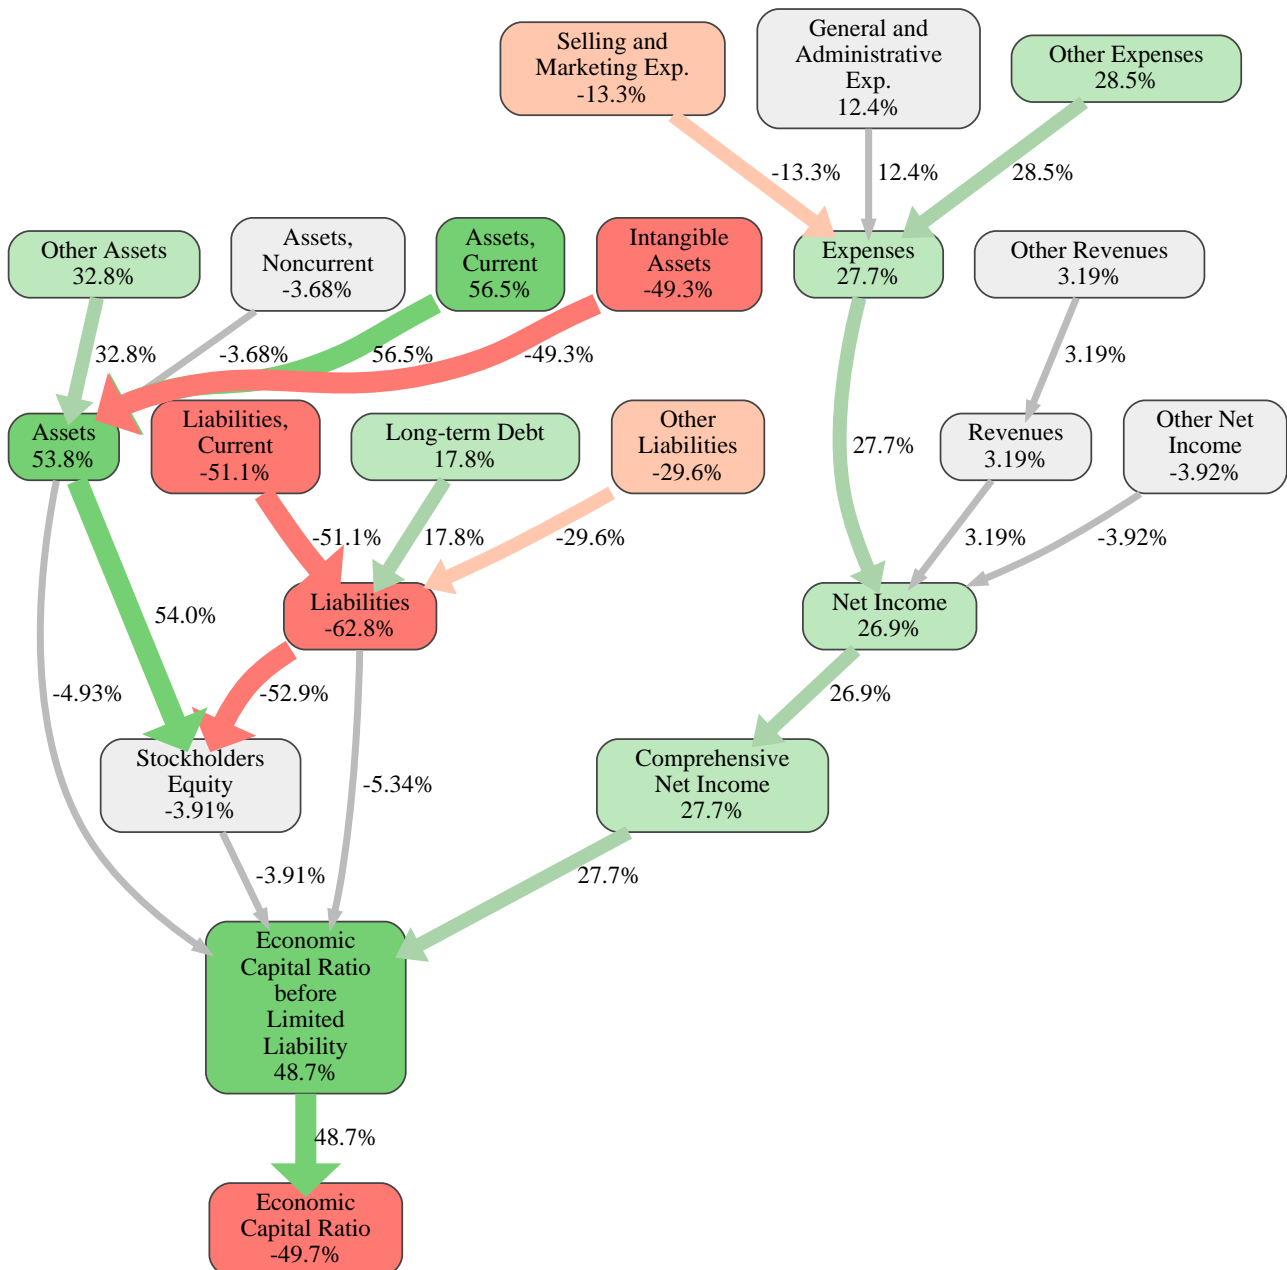 Selling and
Marketing Exp.
-13.3%
General and
Administrative
Exp.
12.4%
Other Expenses
28.5%
-13.3%
12.4%
28.5%
Other Assets
32.8%
Assets,
Noncurrent
-3.68%
Assets,
Current
56.5%
Intangible
Assets
-49.3%
Expenses
27.7%
Other Revenues
3.19%
32.8%
-3.68%
56.5%
-49.3%
3.19%
Assets
53.8%
Liabilities,
Current
-51.1%
Long-term Debt
17.8%
Other
Liabilities
-29.6%
27.7%
Revenues
3.19%
Other Net
Income
-3.92%
-51.1%
17.8%
-29.6%
3.19%
-3.92%
54.0%
Liabilities
-62.8%
Net Income
26.9%
-4.93%
-52.9%
26.9%
Stockholders
Equity
-3.91%
-5.34%
Comprehensive
Net Income
27.7%
-3.91%
27.7%
Economic
Capital Ratio
before
Limited
Liability
48.7%
48.7%
Economic
Capital Ratio
-49.7%